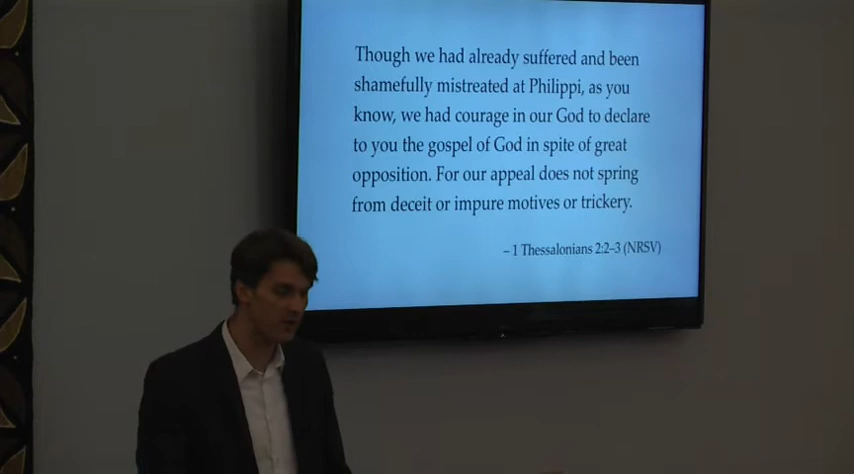 Though we had already suffered and been
shamefully mistreated at Philippi, as you
know, we had courage in our God to declare
to you the gospel of God in spite of great
opposition. For our appeal does not spring
from deceit or impure motives or trickery.
– 1 Thessalonians 2:2–3 (NRSV)